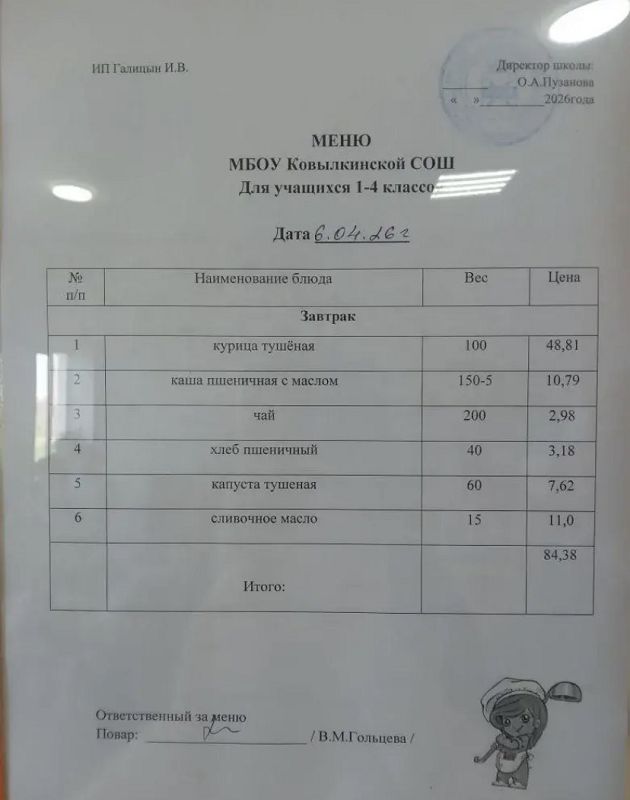 ИП Галицын И.В.
Директор школы:
О.А.Пузанова
« » 2026года
МЕНЮ
МБОУ Ковылкинской СОШ
Для учащихся 1-4 классо
Дата 6.04.26г
№ п/п Наименование блюда Вес Цена
Завтрак
1 курица тушёная 100 48,81
2 каша пшеничная с маслом 150-5 10,79
3 чай 200 2,98
4 хлеб пшеничный 40 3,18
5 капуста тушеная 60 7,62
6 сливочное масло 15 11,0
84,38
Итого:
Ответственный за меню
Повар: / В.М.Гольцева /